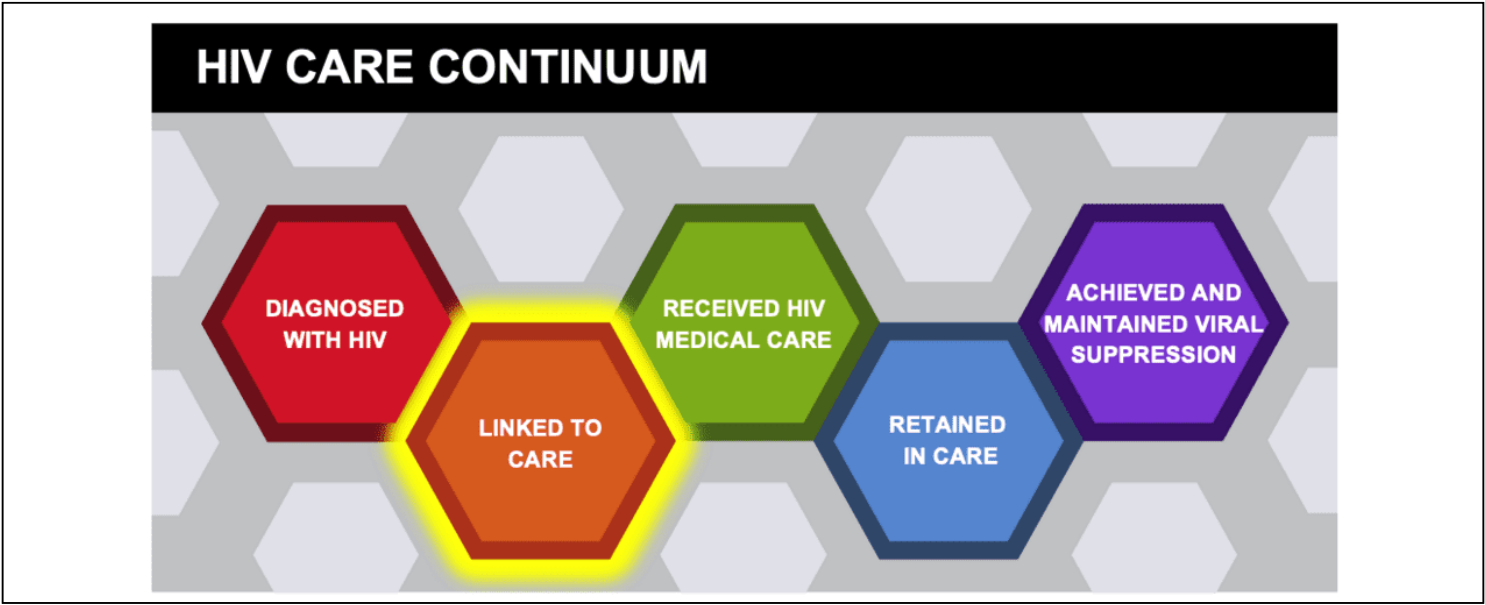 HIV CARE CONTINUUM
DIAGNOSED
WITH HIV
LINKED TO
CARE
RECEIVED HIV
MEDICAL CARE
RETAINED
IN CARE
ACHIEVED AND
MAINTAINED VIRAL
SUPPRESSION